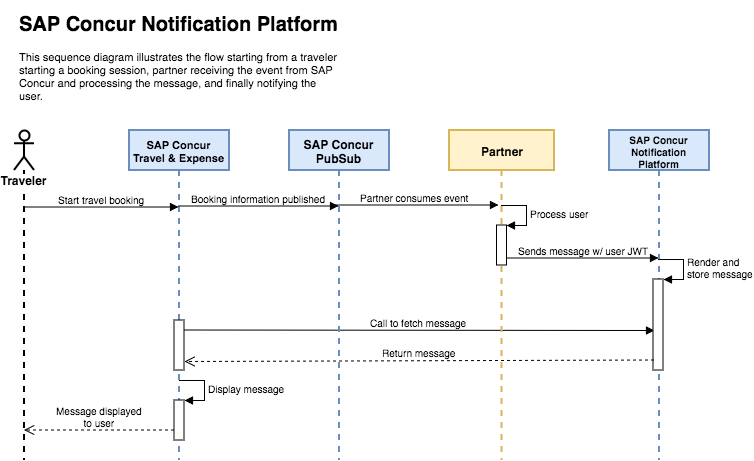 SAP Concur Notification Platform
This sequence diagram illustrates the flow starting from a traveler
starting a booking session, partner receiving the event from SAP
Concur and processing the message, and finally notifying the
user.
Traveler
SAP Concur
Travel & Expense
SAP Concur
PubSub
Partner
SAP Concur
Notification
Platform
Start travel booking
Booking information published
Partner consumes event
Process user
Sends message w/ user JWT
Render and
store message
Call to fetch message
Return message
Display message
Message displayed
to user